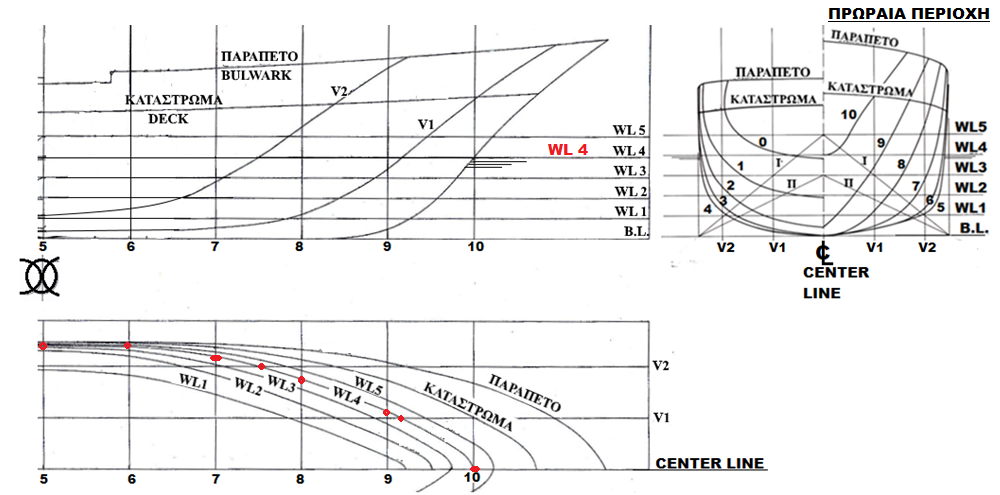 ΠΡΩΡΑΙΑ ΠΕΡΙΟΧΗ
ΠΑΡΑΠΕΤΟ
BULWARK
V2
ΚΑΤΑΣΤΡΩΜΑ
DECK
V1
WL 5
WL 4
WL 4
WL 3
WL 2
WL 1
B.L.
5 6 7 8 9 10
ΠΑΡΑΠΕΤΟ
ΠΑΡΑΠΕΤΟ
ΚΑΤΑΣΤΡΩΜΑ
ΚΑΤΑΣΤΡΩΜΑ
10
0
9
I
I
8
1
II
II
7
2
3
6
4
5
WL5
WL4
WL3
WL2
WL1
B.L.
V2 V1 V1 V2
CENTER
LINE
WL1
WL2
WL3
WL4
WL5
ΚΑΤΑΣΤΡΩΜΑ
ΠΑΡΑΠΕΤΟ
V2
V1
CENTER LINE
5 6 7 8 9 10